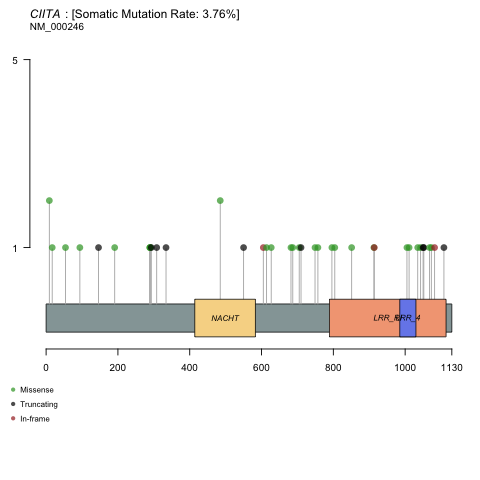 CIITA : [Somatic Mutation Rate: 3.76%]
NM_000246
5
1
NACHT
LRR_4
0 200 400 600 800 1000 1130
Missense
Truncating
In-frame